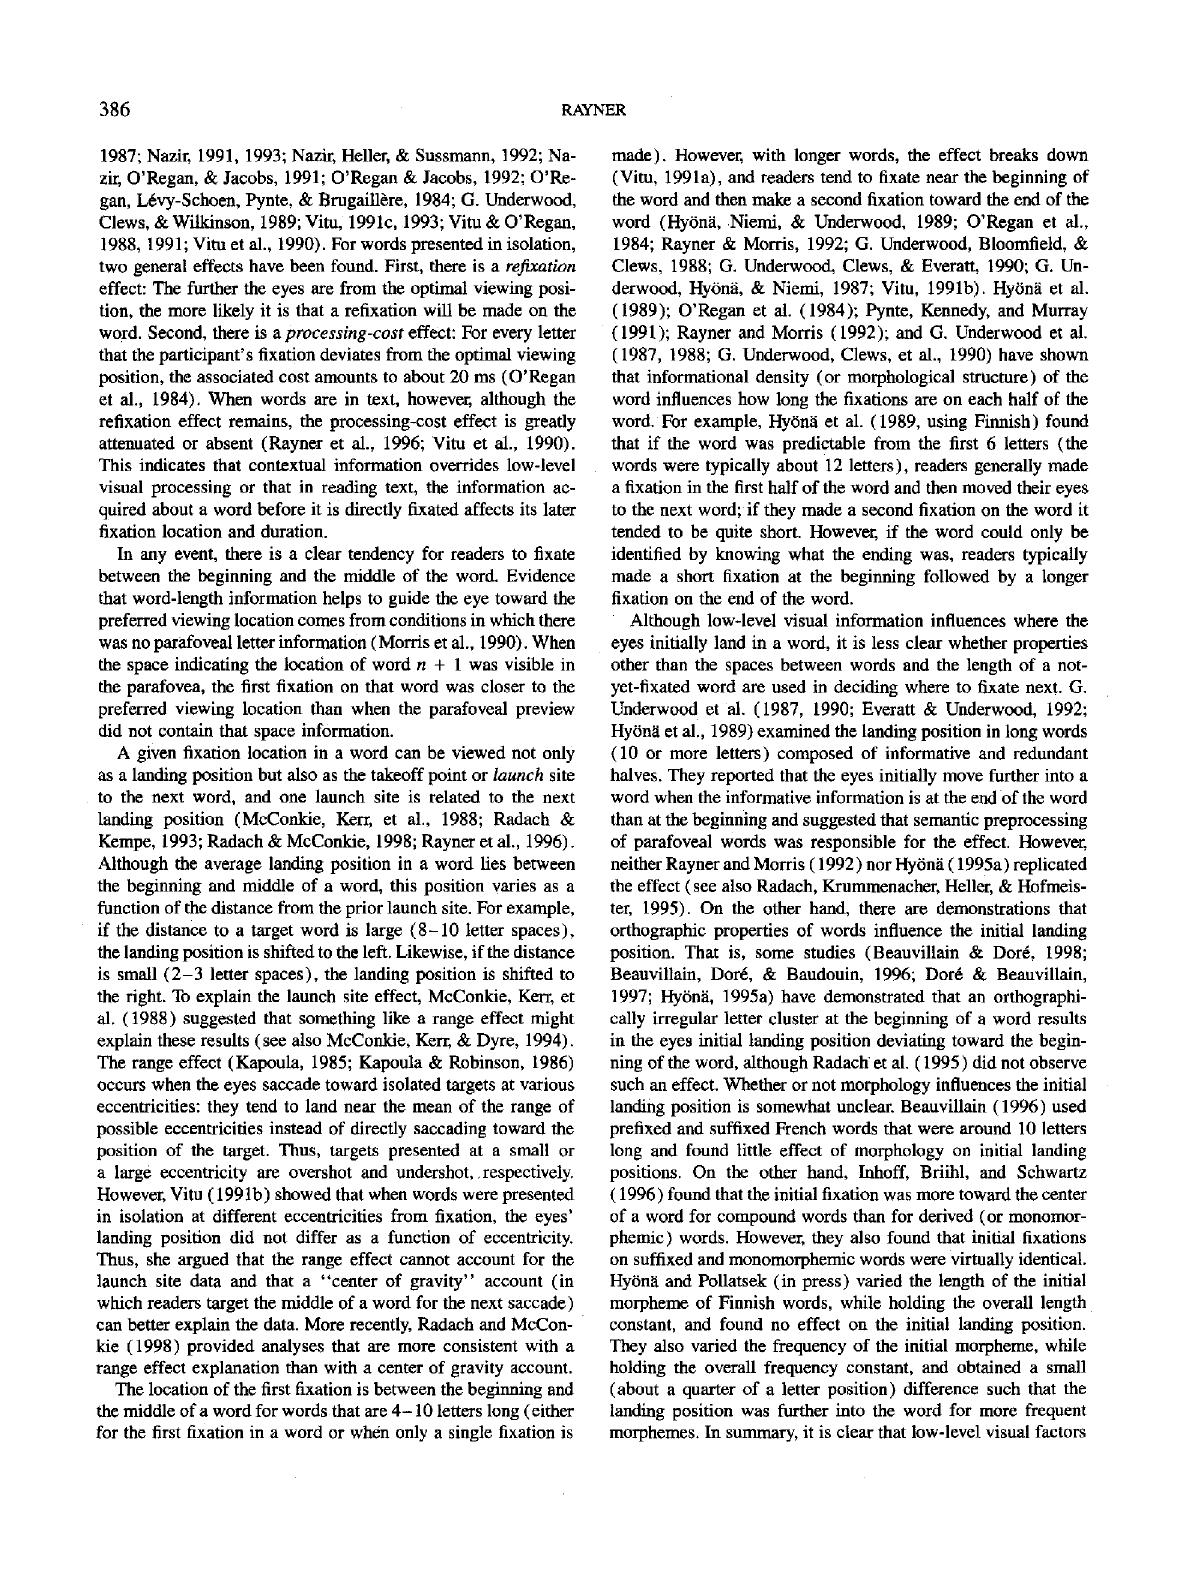 386
RAYNER
1987; Nazir, 1991, 1993; Nazir, Heller, & Sussmann, 1992; Na-
zir, O'Regan, & Jacobs, 1991; O'Regan & Jacobs, 1992; O'Re-
gan, Lévy-Schoen, Pynte, & Brugaillère, 1984; G. Underwood,
Clews, & Wilkinson, 1989; Vitu, 1991c, 1993; Vitu & O'Regan,
1988, 1991; Vitu et al., 1990). For words presented in isolation,
two general effects have been found. First, there is a refixation
effect: The further the eyes are from the optimal viewing posi-
tion, the more likely it is that a refixation will be made on the
word. Second, there is a processing-cost effect: For every letter
that the participant's fixation deviates from the optimal viewing
position, the associated cost amounts to about 20 ms (O'Regan
et al., 1984). When words are in text, however, although the
refixation effect remains, the processing-cost effect is greatly
attenuated or absent (Rayner et al., 1996; Vitu et al., 1990).
This indicates that contextual information overrides low-level
visual processing or that in reading text, the information ac-
quired about a word before it is directly fixated affects its later
fixation location and duration.
In any event, there is a clear tendency for readers to fixate
between the beginning and the middle of the word. Evidence
that word-length information helps to guide the eye toward the
preferred viewing location comes from conditions in which there
was no parafoveal letter information (Morris et al., 1990). When
the space indicating the location of word n + 1 was visible in
the parafovea, the first fixation on that word was closer to the
preferred viewing location than when the parafoveal preview
did not contain that space information.
A given fixation location in a word can be viewed not only
as a landing position but also as the takeoff point or launch site
to the next word, and one launch site is related to the next
landing position (McConkie, Kerr, et al., 1988; Radach &
Kempe, 1993; Radach & McConkie, 1998; Rayner et al., 1996).
Although the average landing position in a word lies between
the beginning and middle of a word, this position varies as a
function of the distance from the prior launch site. For example,
if the distance to a target word is large (8–10 letter spaces),
the landing position is shifted to the left. Likewise, if the distance
is small (2–3 letter spaces), the landing position is shifted to
the right. To explain the launch site effect, McConkie, Kerr, et
al. (1988) suggested that something like a range effect might
explain these results (see also McConkie, Kerr, & Dyre, 1994).
The range effect (Kapoula, 1985; Kapoula & Robinson, 1986)
occurs when the eyes saccade toward isolated targets at various
eccentricities: they tend to land near the mean of the range of
possible eccentricities instead of directly saccading toward the
position of the target. Thus, targets presented at a small or
a large eccentricity are overshot and undershot, respectively.
However, Vitu (1991b) showed that when words were presented
in isolation at different eccentricities from fixation, the eyes'
landing position did not differ as a function of eccentricity.
Thus, she argued that the range effect cannot account for the
launch site data and that a "center of gravity" account (in
which readers target the middle of a word for the next saccade)
can better explain the data. More recently, Radach and McCon-
kie (1998) provided analyses that are more consistent with a
range effect explanation than with a center of gravity account.
The location of the first fixation is between the beginning and
the middle of a word for words that are 4–10 letters long (either
for the first fixation in a word or when only a single fixation is
made). However, with longer words, the effect breaks down
(Vitu, 1991a), and readers tend to fixate near the beginning of
the word and then make a second fixation toward the end of the
word (Hyönä, Niemi, & Underwood, 1989; O'Regan et al.,
1984; Rayner & Morris, 1992; G. Underwood, Bloomfield, &
Clews, 1988; G. Underwood, Clews, & Everatt, 1990; G. Un-
derwood, Hyönä, & Niemi, 1987; Vitu, 1991b). Hyönä et al.
(1989); O'Regan et al. (1984); Pynte, Kennedy, and Murray
(1991); Rayner and Morris (1992); and G. Underwood et al.
(1987, 1988; G. Underwood, Clews, et al., 1990) have shown
that informational density (or morphological structure) of the
word influences how long the fixations are on each half of the
word. For example, Hyönä et al. (1989, using Finnish) found
that if the word was predictable from the first 6 letters (the
words were typically about 12 letters), readers generally made
a fixation in the first half of the word and then moved their eyes
to the next word; if they made a second fixation on the word it
tended to be quite short. However, if the word could only be
identified by knowing what the ending was, readers typically
made a short fixation at the beginning followed by a longer
fixation on the end of the word.
Although low-level visual information influences where the
eyes initially land in a word, it is less clear whether properties
other than the spaces between words and the length of a not-
yet-fixated word are used in deciding where to fixate next. G.
Underwood et al. (1987, 1990; Everatt & Underwood, 1992;
Hyönä et al., 1989) examined the landing position in long words
(10 or more letters) composed of informative and redundant
halves. They reported that the eyes initially move further into a
word when the informative information is at the end of the word
than at the beginning and suggested that semantic preprocessing
of parafoveal words was responsible for the effect. However,
neither Rayner and Morris (1992) nor Hyönä (1995a) replicated
the effect (see also Radach, Krummenacher, Heller, & Hofmeis-
ter, 1995). On the other hand, there are demonstrations that
orthographic properties of words influence the initial landing
position. That is, some studies (Beauvillain & Doré, 1998;
Beauvillain, Doré, & Baudouin, 1996; Doré & Beauvillain,
1997; Hyönä, 1995a) have demonstrated that an orthographi-
cally irregular letter cluster at the beginning of a word results
in the eyes initial landing position deviating toward the begin-
ning of the word, although Radach et al. (1995) did not observe
such an effect. Whether or not morphology influences the initial
landing position is somewhat unclear. Beauvillain (1996) used
prefixed and suffixed French words that were around 10 letters
long and found little effect of morphology on initial landing
positions. On the other hand, Inhoff, Briihl, and Schwartz
(1996) found that the initial fixation was more toward the center
of a word for compound words than for derived (or monomor-
phemic) words. However, they also found that initial fixations
on suffixed and monomorphemic words were virtually identical.
Hyönä and Pollatsek (in press) varied the length of the initial
morpheme of Finnish words, while holding the overall length
constant, and found no effect on the initial landing position.
They also varied the frequency of the initial morpheme, while
holding the overall frequency constant, and obtained a small
(about a quarter of a letter position) difference such that the
landing position was further into the word for more frequent
morphemes. In summary, it is clear that low-level visual factors